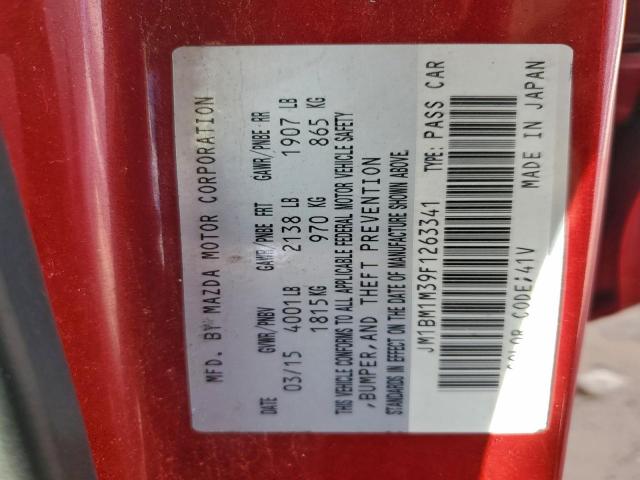 MFD. BY MAZDA MOTOR CORPORATION
DATE GVWR/PNBV GAWR/PNBE FRT GAWR/PNBE RR
03/15 4001LB 2138 LB 1907 LB
1815KG 970 KG 865 KG
THIS VEHICLE CONFORMS TO ALL APPLICABLE FEDERAL MOTOR VEHICLE SAFETY
,BUMPER,AND THEFT PREVENTION
STANDARDS IN EFFECT ON THE DATE OF MANUFACTURE SHOWN ABOVE.
JM1BM1M39F1263341 TYPE: PASS CAR
COLOR CODE;41V MADE IN JAPAN